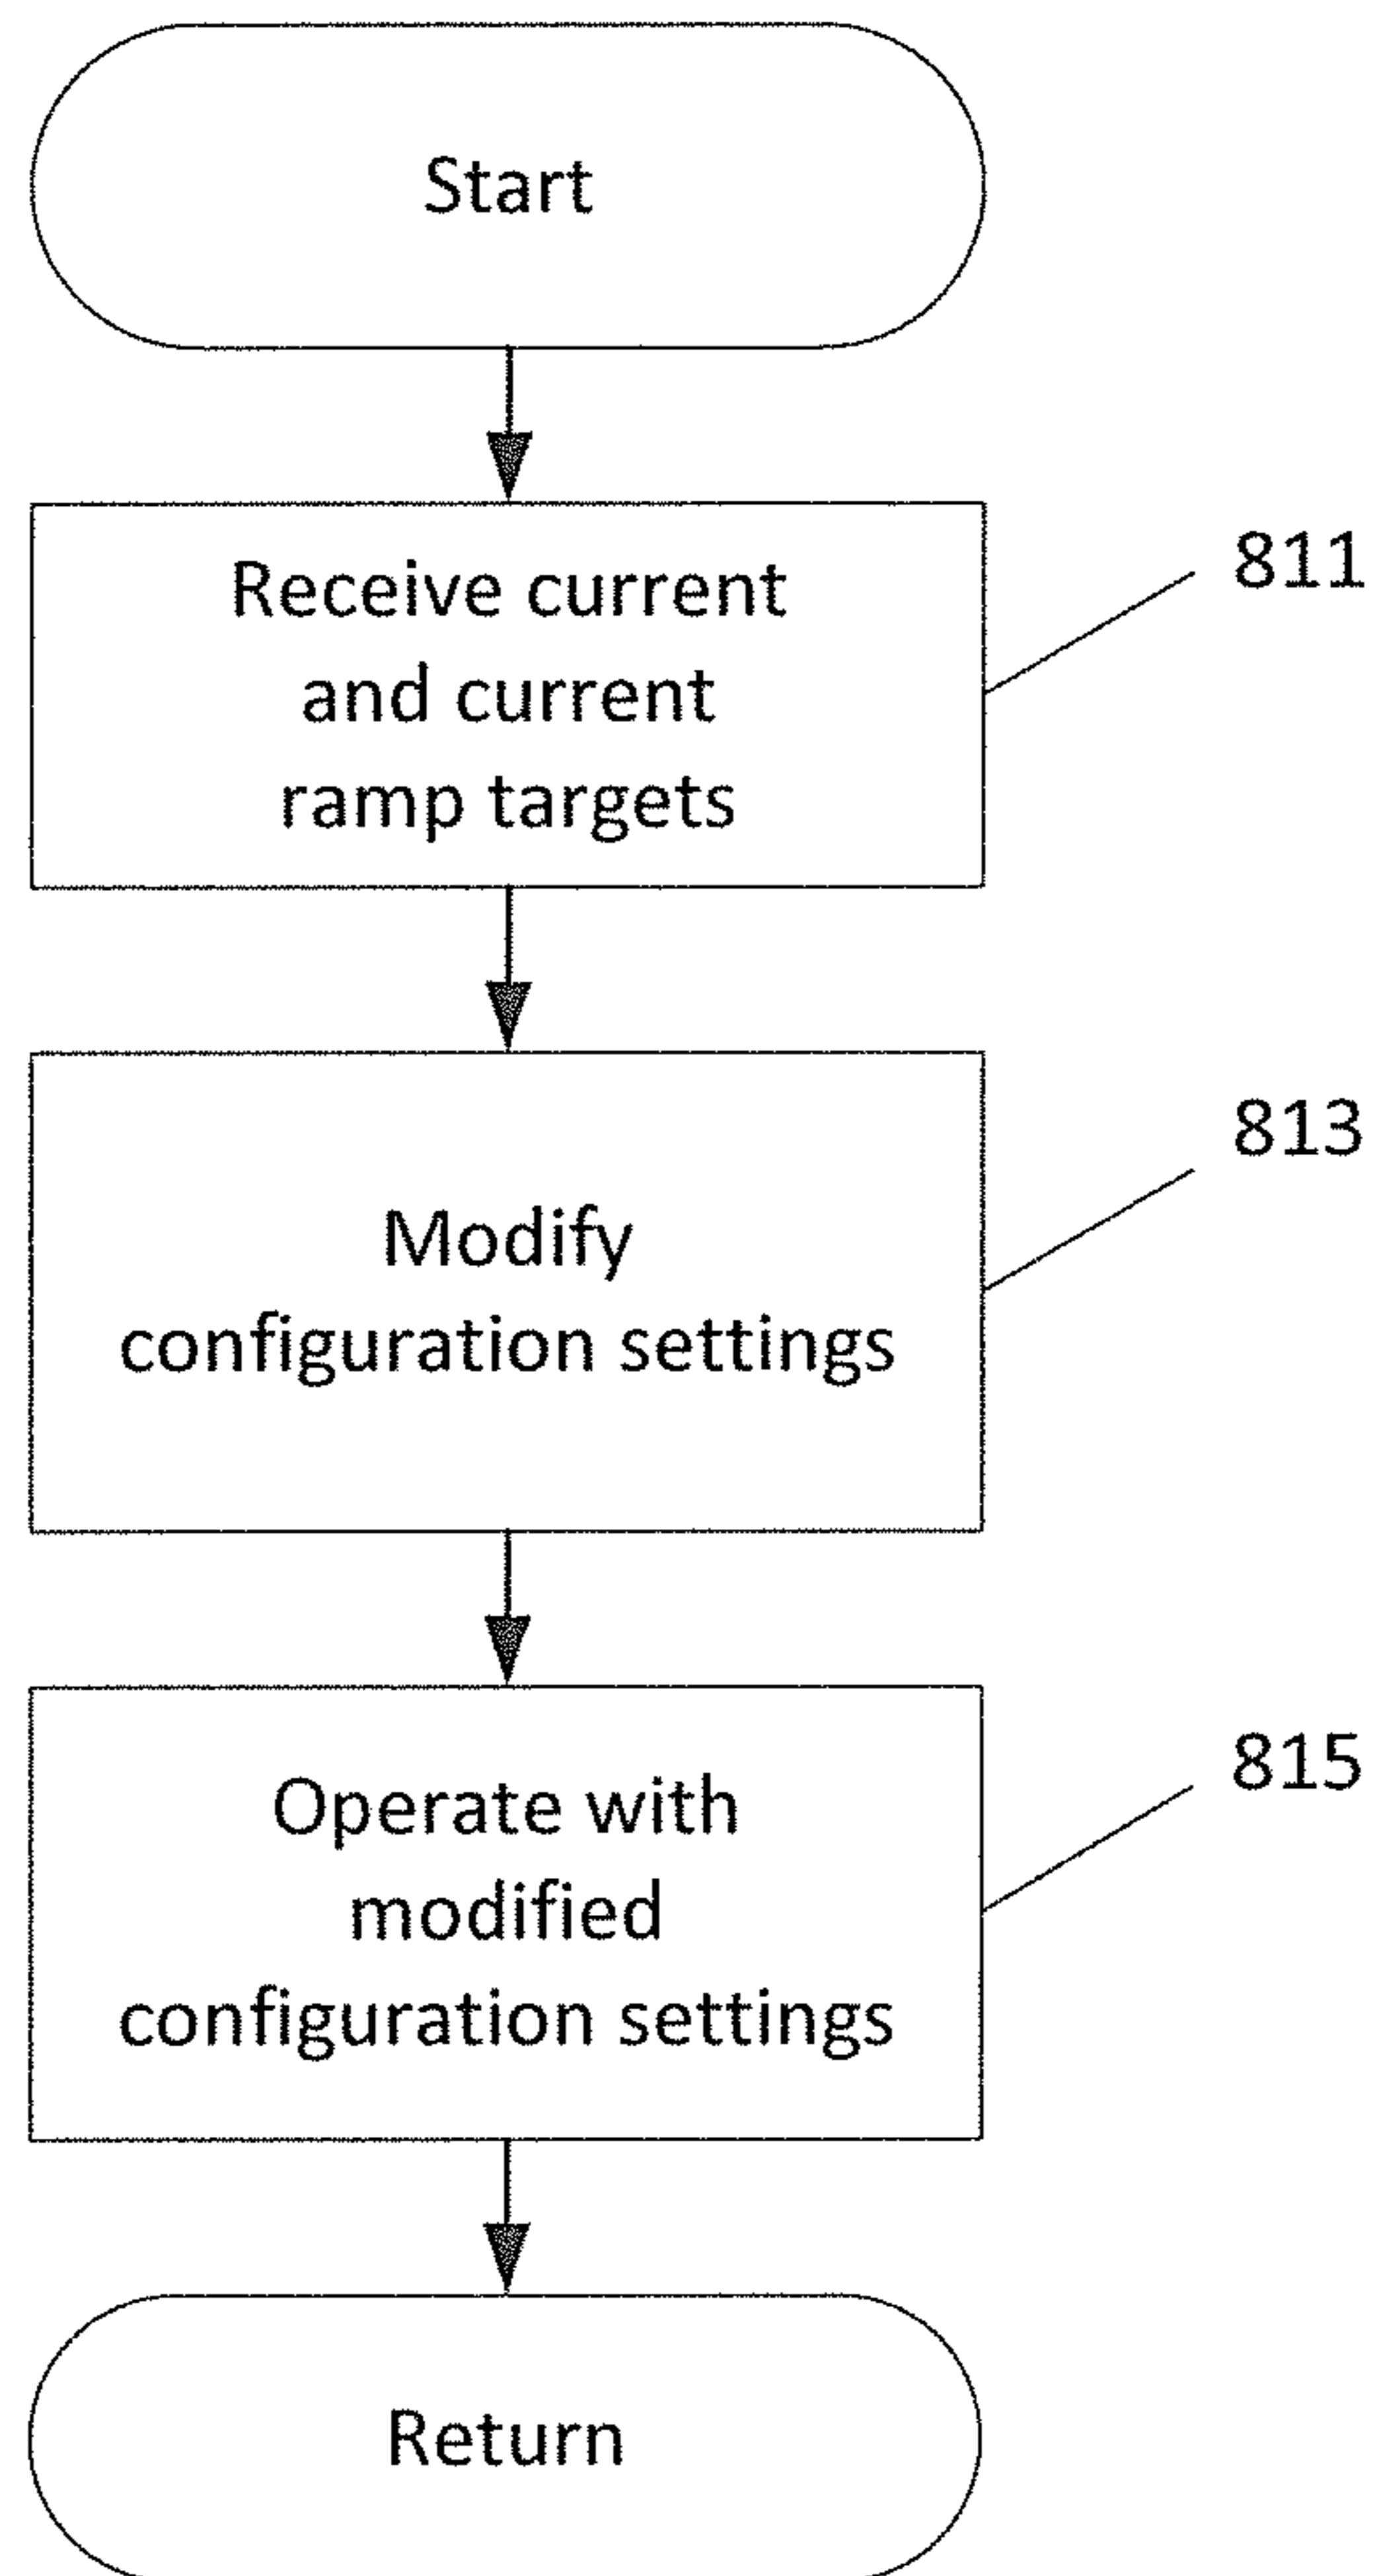 Start
Receive current
and current
ramp targets
811
Modify
configuration settings
813
Operate with
modified
configuration settings
815
Return